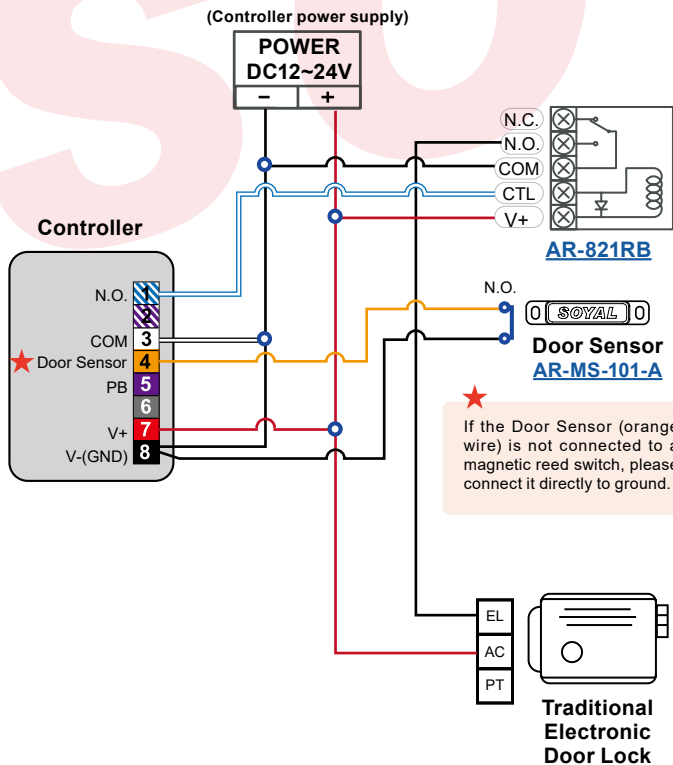 (Controller power supply)
POWER
DC12~24V
− +
N.C.
N.O.
COM
CTL
V+
AR-821RB
Controller
N.O. 1
2
COM 3
Door Sensor 4
PB 5
6
V+ 7
V-(GND) 8
N.O.
SOYAL
Door Sensor
AR-MS-101-A
If the Door Sensor (orange
wire) is not connected to a
magnetic reed switch, please
connect it directly to ground.
EL
AC
PT
Traditional
Electronic
Door Lock